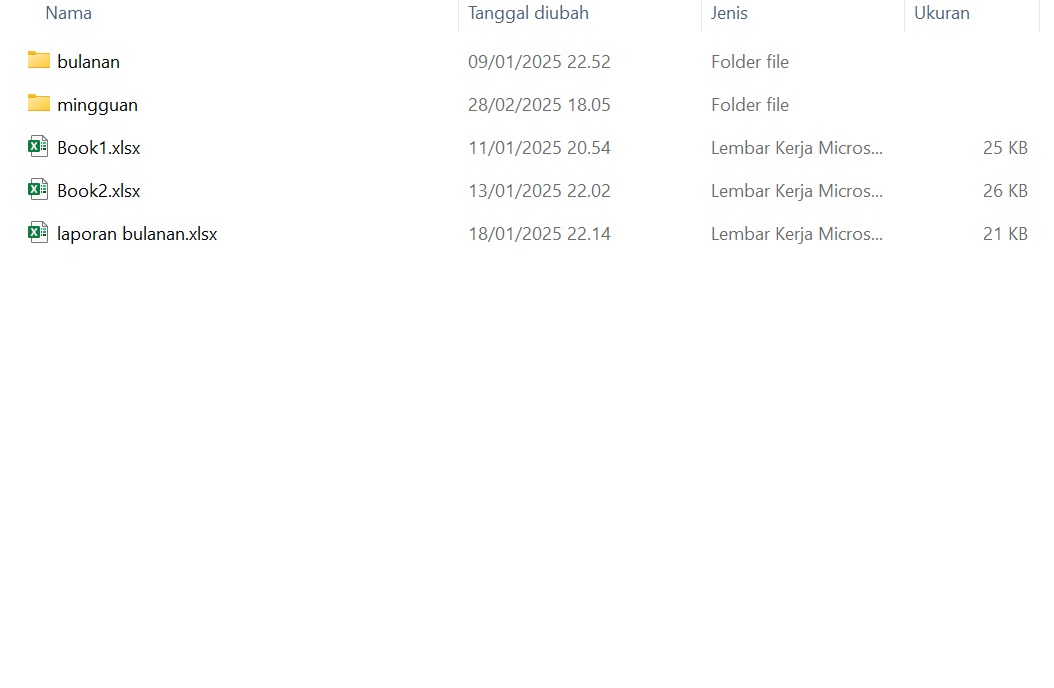 Nama Tanggal diubah Jenis Ukuran
bulanan 09/01/2025 22.52 Folder file
mingguan 28/02/2025 18.05 Folder file
Book1.xlsx 11/01/2025 20.54 Lembar Kerja Micros... 25 KB
Book2.xlsx 13/01/2025 22.02 Lembar Kerja Micros... 26 KB
laporan bulanan.xlsx 18/01/2025 22.14 Lembar Kerja Micros... 21 KB